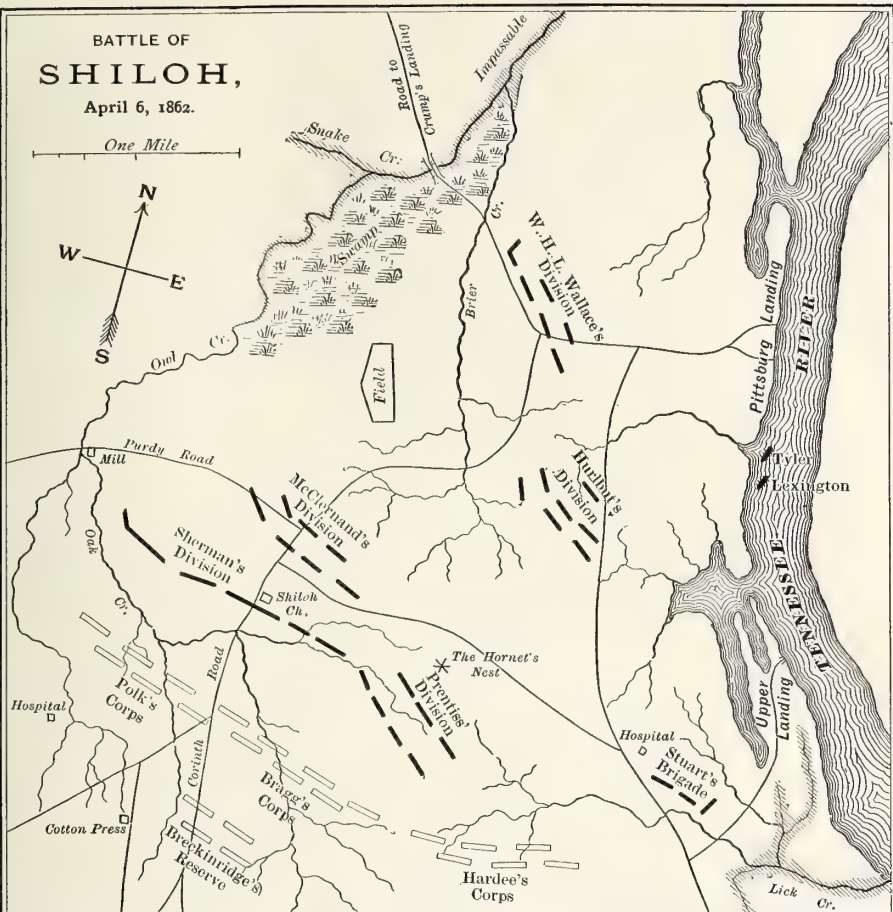 BATTLE OF
SHILOH,
April 6, 1862.
One Mile
N
W
E
S
Road to
Crump's Landing
Impassable
Snake
Cr.
Swamp
Brier
Cr.
Owl
Cr.
W. H. L. Wallace's
Division
Pittsburg Landing
TENNESSEE
RIVER
Field
Purdy Road
Mill
McClernand's
Division
Hurlbut's
Division
Tyler
Lexington
Sherman's
Division
Oak
Cr.
Shiloh
Ch.
The Hornet's
Nest
Prentiss'
Division
Polk's
Corps
Hospital
Corinth
Road
Upper
Landing
Hospital
Stuart's
Brigade
Bragg's
Corps
Cotton Press
Breckinridge's
Reserve
Hardee's
Corps
Lick
Cr.